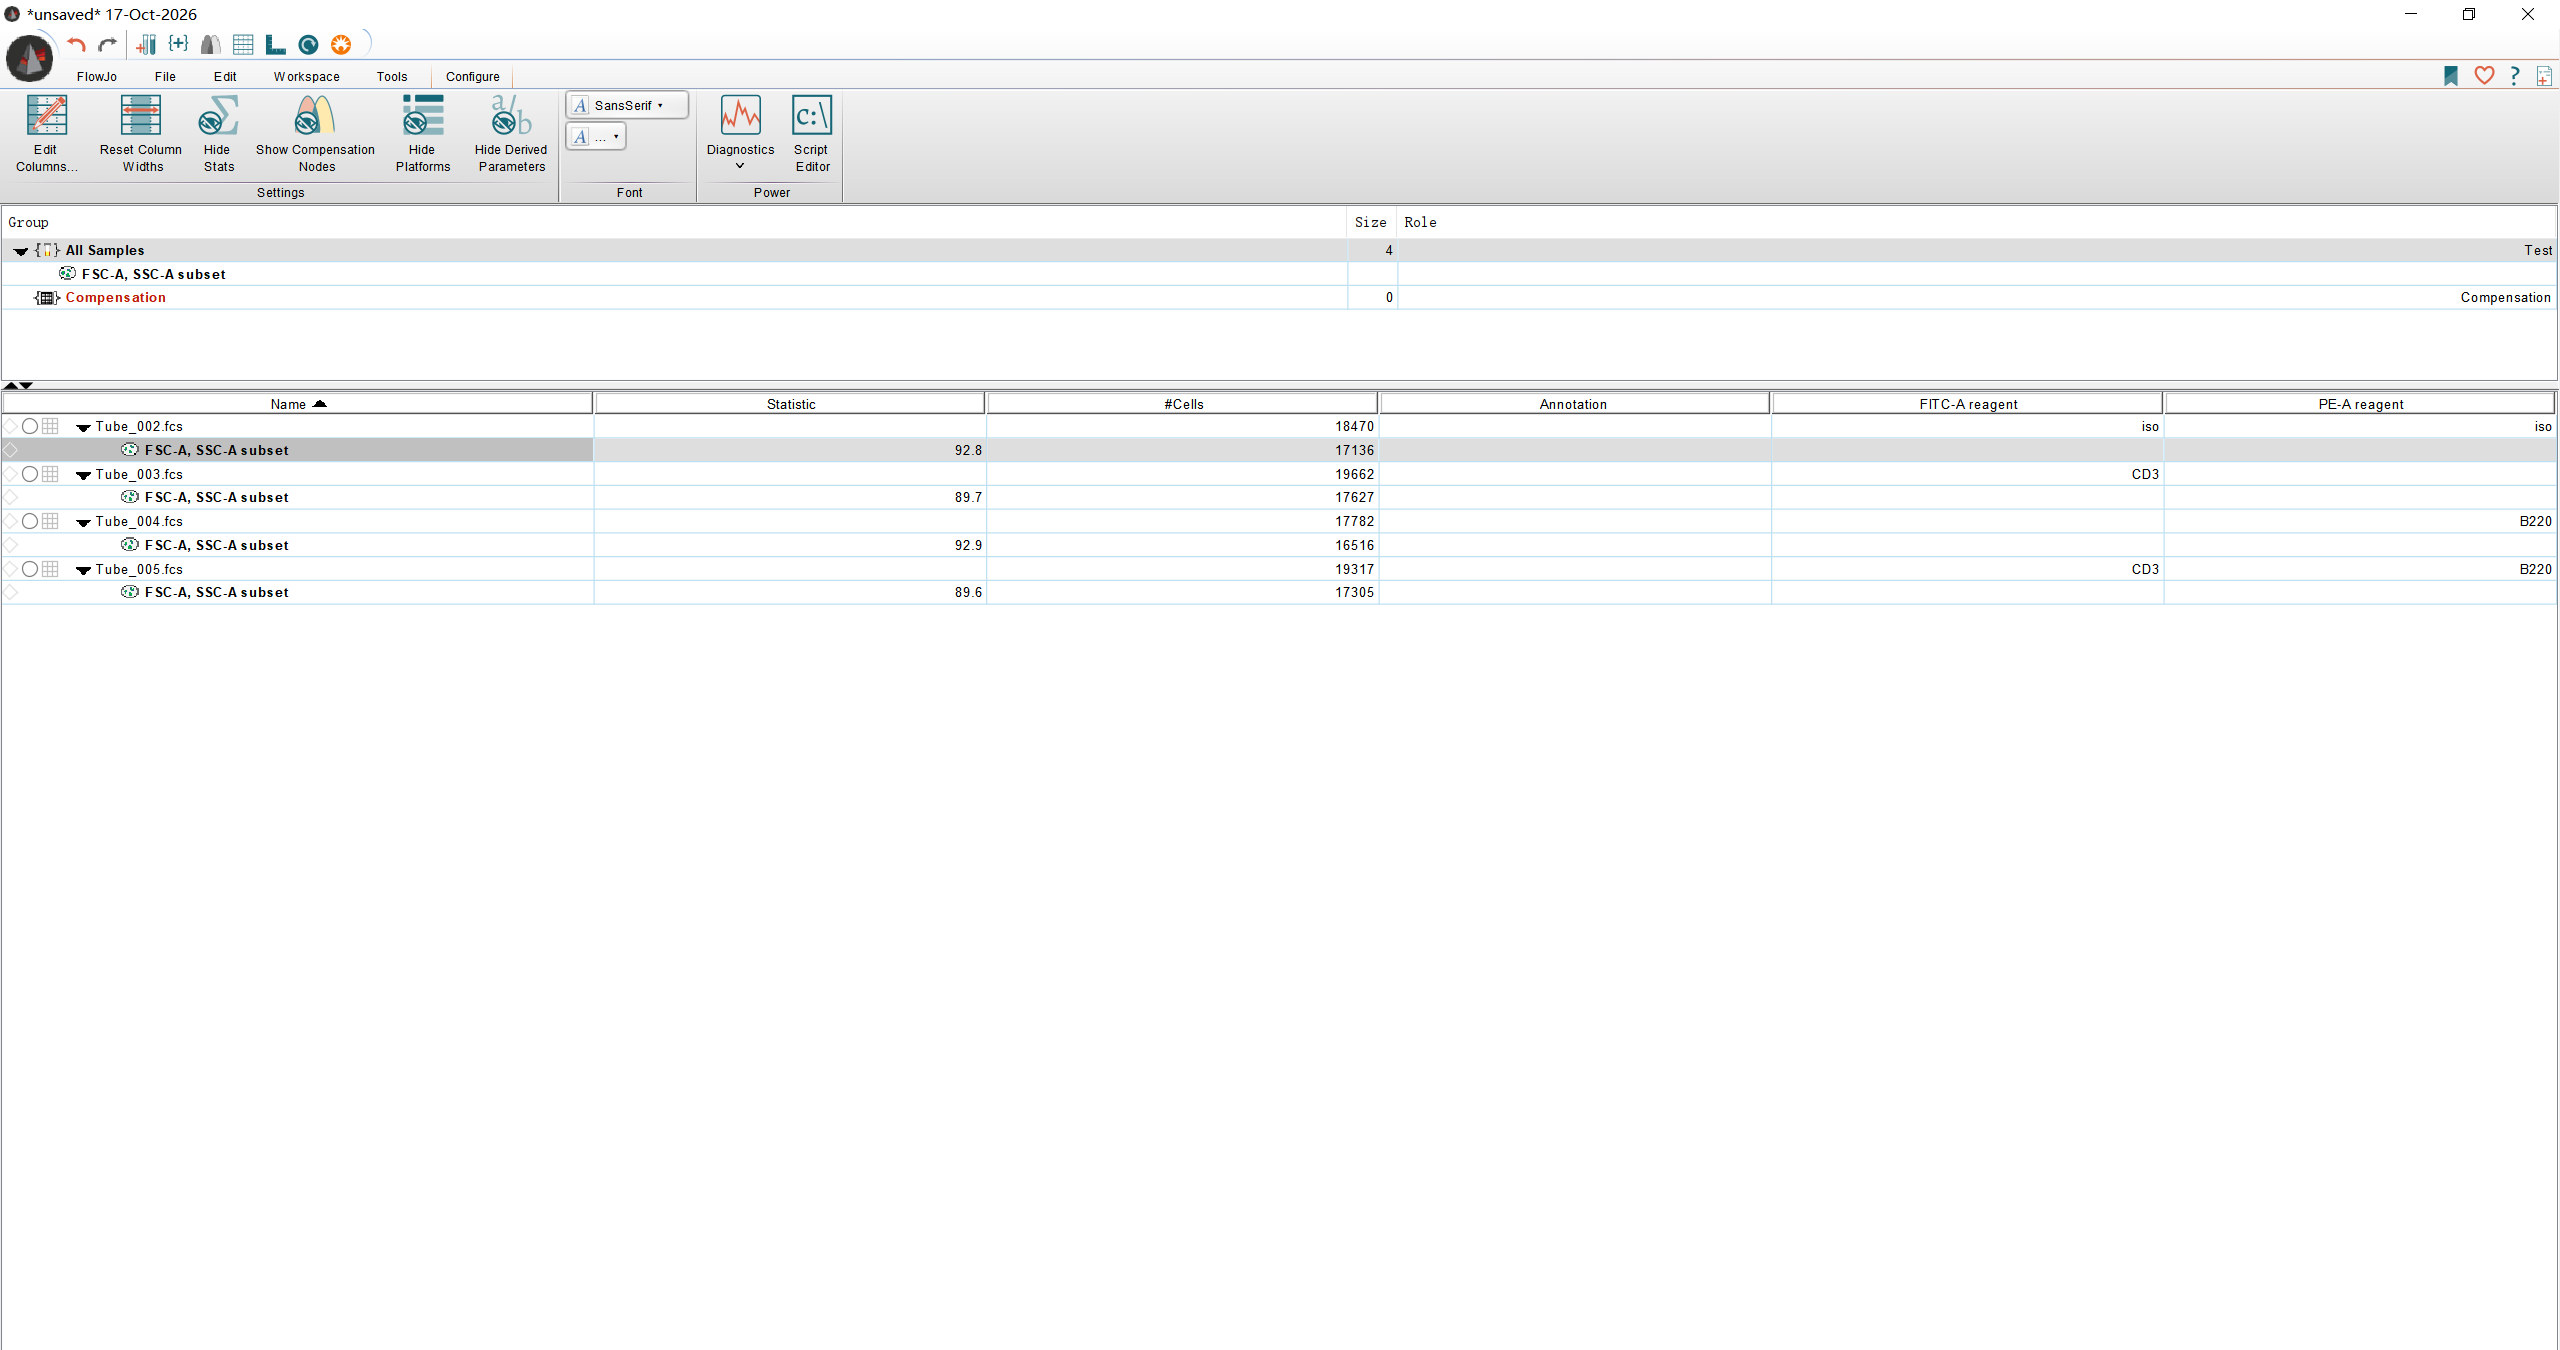 *unsaved* 17-Oct-2026
FlowJo File Edit Workspace Tools Configure
Edit Columns...
Reset Column Widths
Hide Stats
Show Compensation Nodes
Hide Platforms
Hide Derived Parameters
Settings
A SansSerif
A ...
Font
Diagnostics
c:\ Script Editor
Power
Group Size Role
All Samples 4 Test
FSC-A, SSC-A subset
Compensation 0 Compensation
Name Statistic #Cells Annotation FITC-A reagent PE-A reagent
Tube_002.fcs 18470 iso iso
FSC-A, SSC-A subset 92.8 17136
Tube_003.fcs 19662 CD3
FSC-A, SSC-A subset 89.7 17627
Tube_004.fcs 17782 B220
FSC-A, SSC-A subset 92.9 16516
Tube_005.fcs 19317 CD3 B220
FSC-A, SSC-A subset 89.6 17305